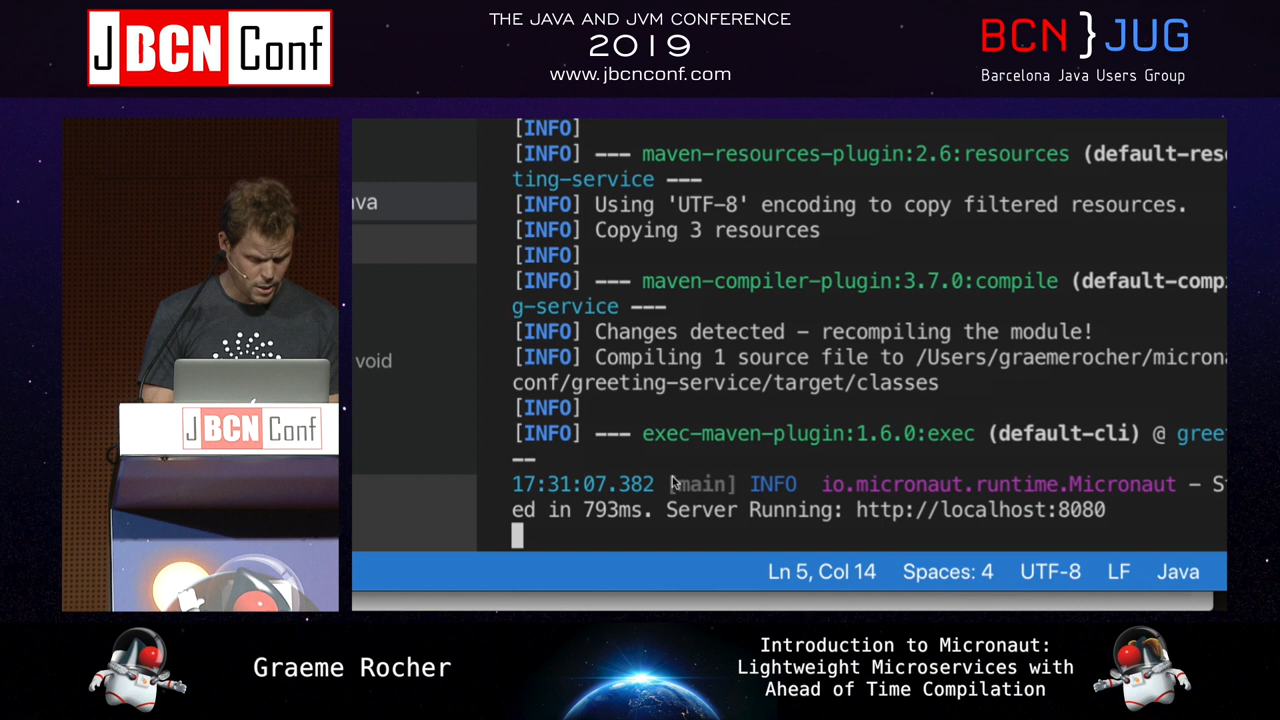 JBCNConf
THE JAVA AND JVM CONFERENCE
2019
www.jbcnconf.com
BCN}JUG
Barcelona Java Users Group
[INFO]
[INFO] --- maven-resources-plugin:2.6:resources (default-res
ting-service ---
[INFO] Using 'UTF-8' encoding to copy filtered resources.
[INFO] Copying 3 resources
[INFO]
[INFO] --- maven-compiler-plugin:3.7.0:compile (default-comp
g-service ---
[INFO] Changes detected - recompiling the module!
[INFO] Compiling 1 source file to /Users/graemerocher/microna
conf/greeting-service/target/classes
[INFO]
[INFO] --- exec-maven-plugin:1.6.0:exec (default-cli) @ gree
--
17:31:07.382 [main] INFO io.micronaut.runtime.Micronaut - St
ed in 793ms. Server Running: http://localhost:8080
ava
void
Ln 5, Col 14 Spaces: 4 UTF-8 LF Java
JBCNConf
Graeme Rocher
Introduction to Micronaut:
Lightweight Microservices with
Ahead of Time Compilation